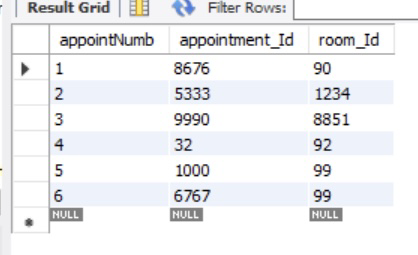 Result Grid Filter Rows:
appointNumb appointment_Id room_Id
1 8676 90
2 5333 1234
3 9990 8851
4 32 92
5 1000 99
6 6767 99
NULL NULL NULL